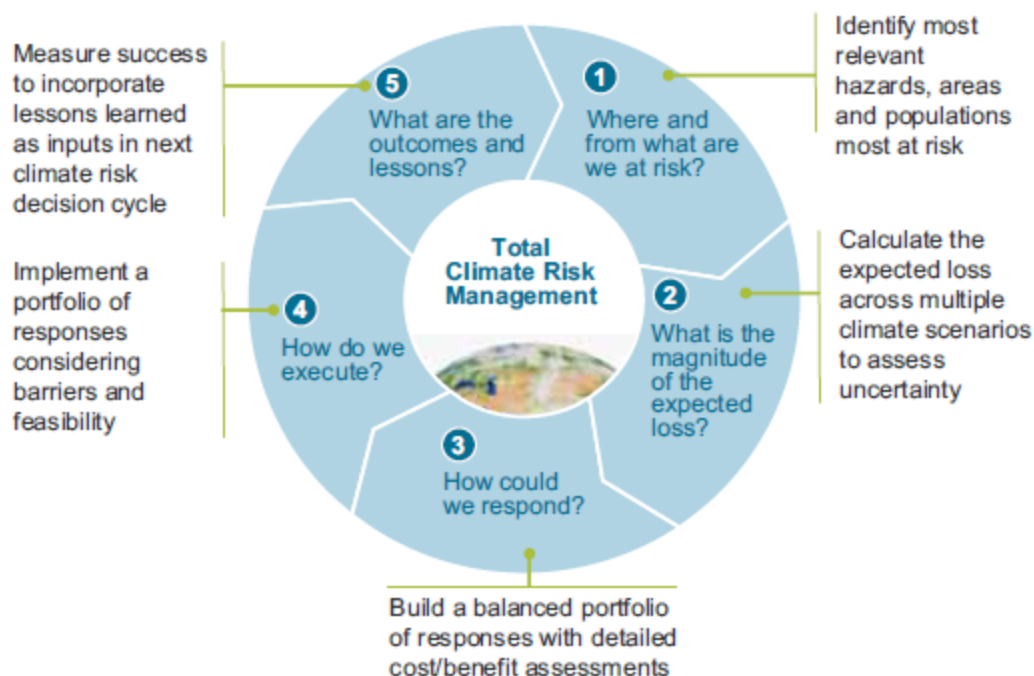 Total
Climate Risk
Management
1
Where and
from what are
we at risk?
Identify most
relevant
hazards, areas
and populations
most at risk
2
What is the
magnitude
of the
expected
loss?
Calculate the
expected loss
across multiple
climate scenarios
to assess
uncertainty
3
How could
we respond?
Build a balanced portfolio
of responses with detailed
cost/benefit assessments
4
How do we
execute?
Implement a
portfolio of
responses
considering
barriers and
feasibility
5
What are the
outcomes and
lessons?
Measure success
to incorporate
lessons learned
as inputs in next
climate risk
decision cycle